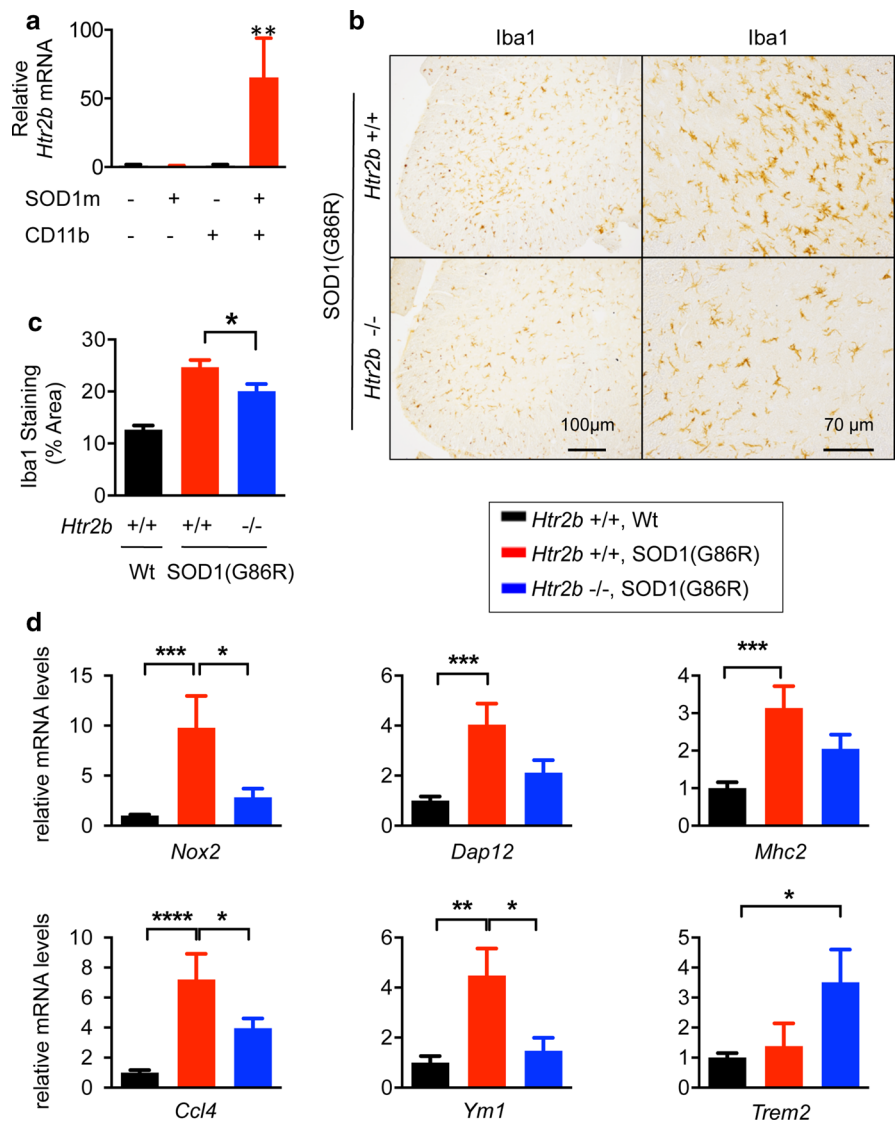 a
Relative
Htr2b mRNA
100
50
0
**
SOD1m - + - +
CD11b - - + +
b
Iba1 Iba1
SOD1(G86R)
Htr2b +/+
Htr2b -/-
100µm
70 µm
c
Iba1 Staining
(% Area)
30
20
10
0
*
Htr2b +/+ +/+ -/-
Wt SOD1(G86R)
Htr2b +/+, Wt
Htr2b +/+, SOD1(G86R)
Htr2b -/-, SOD1(G86R)
d
relative mRNA levels
15
10
5
0
*** *
Nox2
6
4
2
0
***
Dap12
4
3
2
1
0
***
Mhc2
relative mRNA levels
10
8
6
4
2
0
**** *
Ccl4
6
4
2
0
** *
Ym1
5
4
3
2
1
0
*
Trem2